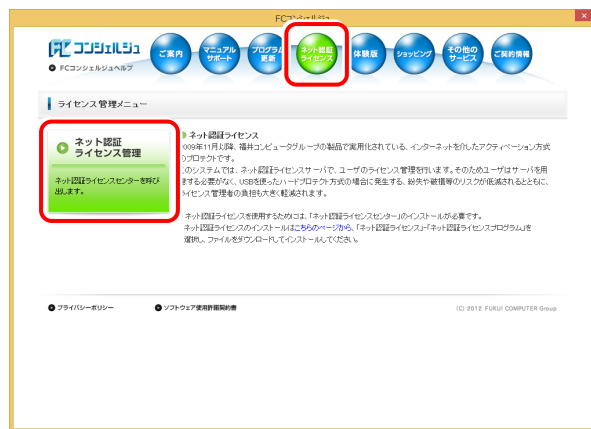 FCコンシェルジュ
FCコンシェルジュ
FCコンシェルジュヘルプ
ご案内
マニュアル
サポート
プログラム
更新
ネット認証
ライセンス
体験版
ショッピング
その他の
サービス
ご契約情報
ライセンス管理メニュー
ネット認証
ライセンス管理
ネット認証ライセンスセンターを呼び
出します。
ネット認証ライセンス
2009年11月以降、福井コンピュータグループの製品で実用化されている、インターネットを介したアクティベーション方式
のプロテクトです。
このシステムでは、ネット認証ライセンスサーバで、ユーザのライセンス管理を行います。そのためユーザはサーバを用
意する必要がなく、USBを使ったハードプロテクト方式の場合に発生する、紛失や破損等のリスクが低減されるとともに、
ライセンス管理者の負担も大きく軽減されます。
ネット認証ライセンスを使用するためには、「ネット認証ライセンスセンター」のインストールが必要です。
ネット認証ライセンスのインストールはこちらのページから、「ネット認証ライセンス」-「ネット認証ライセンスプログラム」を
選択し、ファイルをダウンロードしてインストールしてください。
プライバシーポリシー
ソフトウェア使用許諾契約書
(C) 2012 FUKUI COMPUTER Group